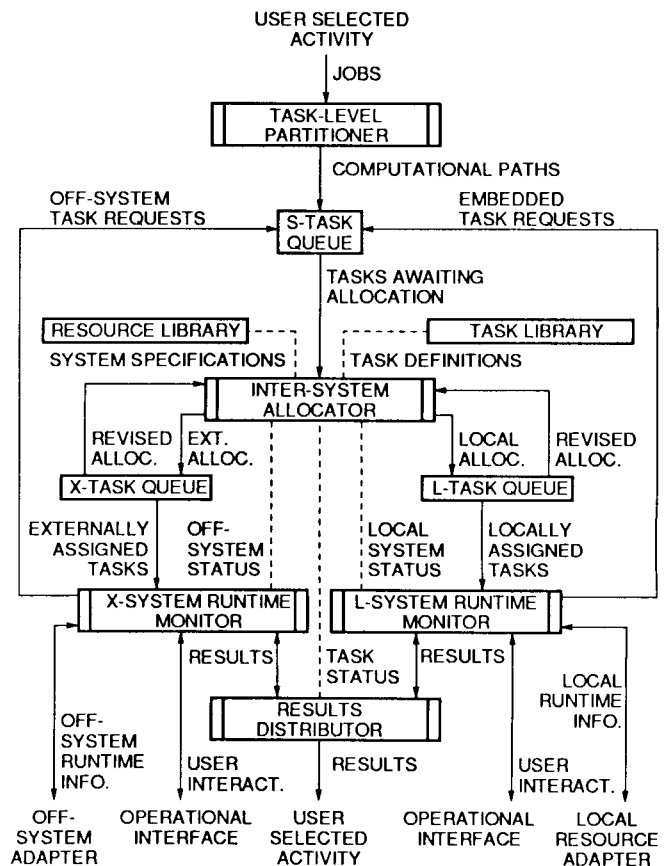 USER SELECTED
ACTIVITY
JOBS
TASK-LEVEL
PARTITIONER
COMPUTATIONAL PATHS
OFF-SYSTEM
TASK REQUESTS
EMBEDDED
TASK REQUESTS
S-TASK
QUEUE
TASKS AWAITING
ALLOCATION
RESOURCE LIBRARY
TASK LIBRARY
SYSTEM SPECIFICATIONS
TASK DEFINITIONS
INTER-SYSTEM
ALLOCATOR
REVISED
ALLOC.
EXT.
ALLOC.
LOCAL
ALLOC.
REVISED
ALLOC.
X-TASK QUEUE
L-TASK QUEUE
EXTERNALLY
ASSIGNED
TASKS
OFF-
SYSTEM
STATUS
LOCAL
SYSTEM
STATUS
LOCALLY
ASSIGNED
TASKS
X-SYSTEM RUNTIME
MONITOR
L-SYSTEM RUNTIME
MONITOR
RESULTS
TASK
STATUS
RESULTS
RESULTS
DISTRIBUTOR
OFF-
SYSTEM
RUNTIME
INFO.
USER
INTERACT.
RESULTS
USER
INTERACT.
LOCAL
RUNTIME
INFO.
OFF-
SYSTEM
ADAPTER
OPERATIONAL
INTERFACE
USER
SELECTED
ACTIVITY
OPERATIONAL
INTERFACE
LOCAL
RESOURCE
ADAPTER